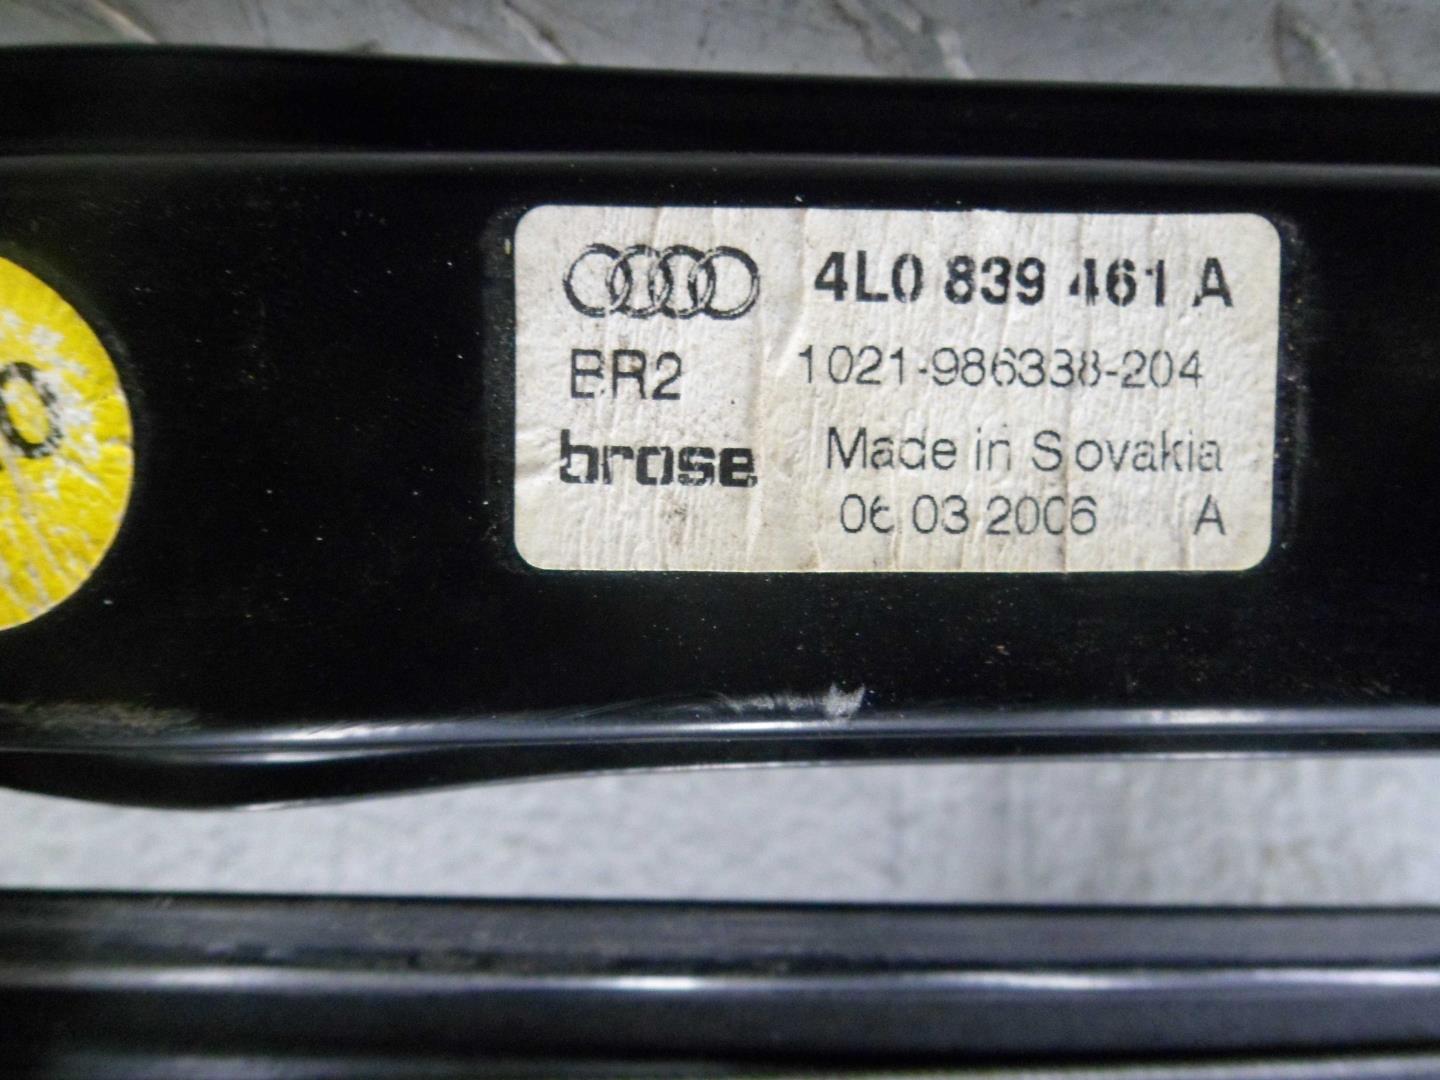 4L0 839 461 A
BR2 1021-986338-204
brose Made in Slovakia
06 03 2006 A